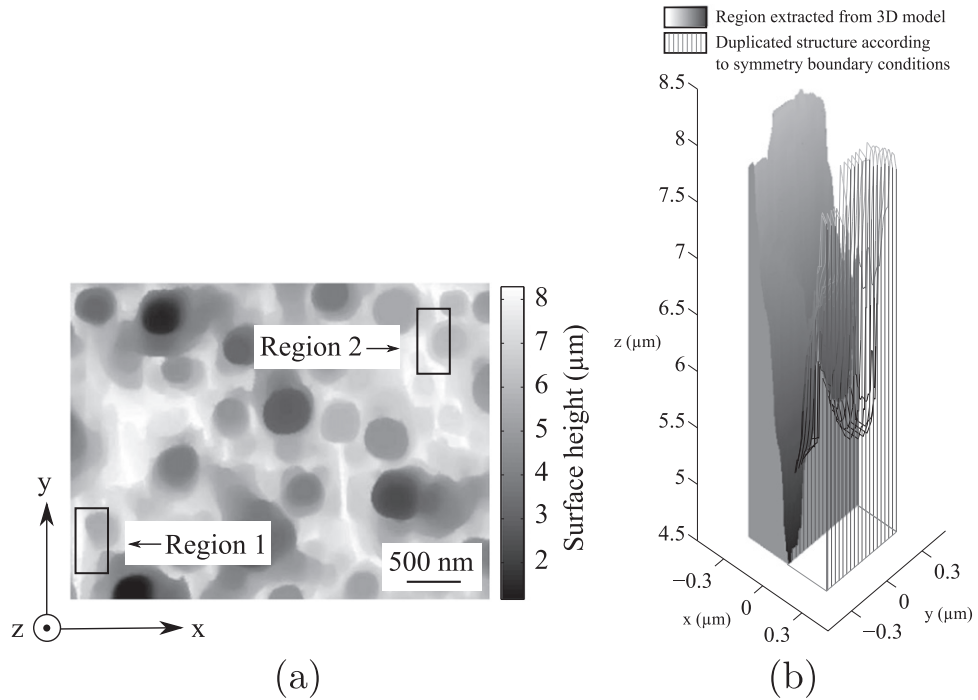 Region extracted from 3D model
Duplicated structure according
to symmetry boundary conditions
8.5
8
7.5
7
6.5
6
5.5
5
4.5
z (µm)
−0.3
0
0.3
x (µm)
0.3
0
−0.3
y (µm)
Region 2
Region 1
500 nm
8
7
6
5
4
3
2
Surface height (µm)
y
z
x
(a)
(b)